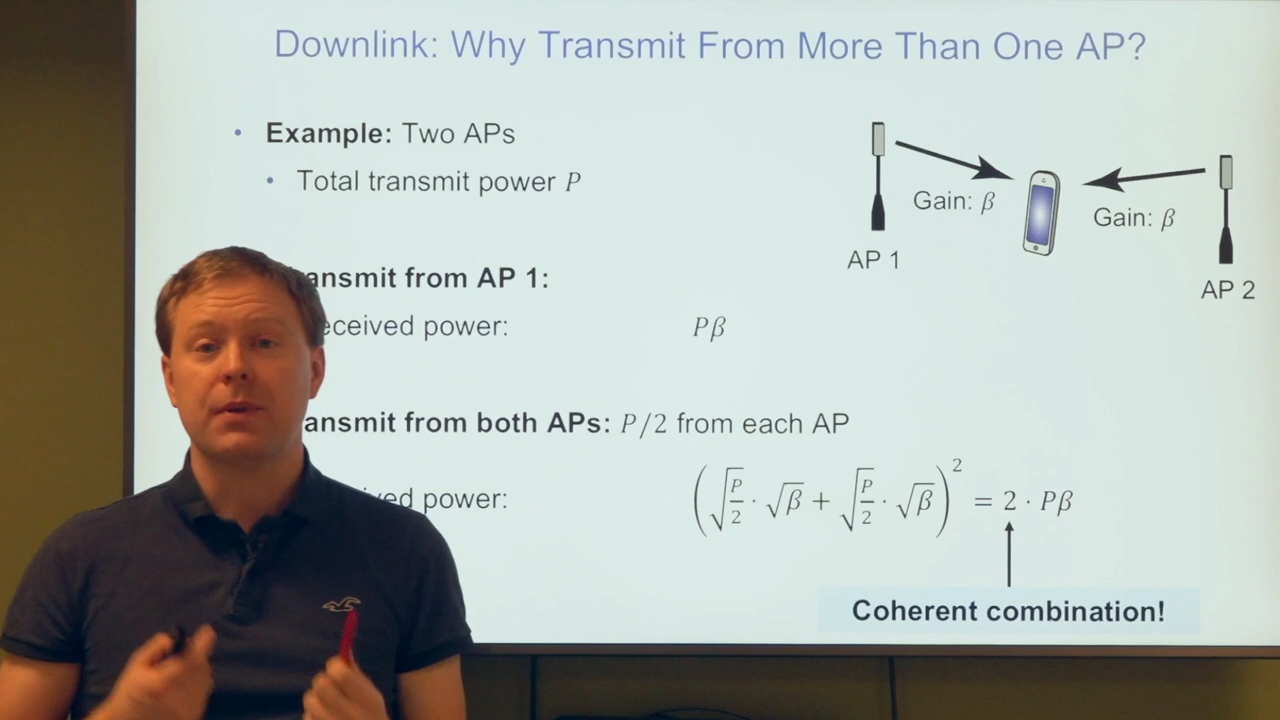 Downlink: Why Transmit From More Than One AP?
• Example: Two APs
• Total transmit power P
Gain: β
Gain: β
AP 1
AP 2
ansmit from AP 1:
eceived power: Pβ
ansmit from both APs: P/2 from each AP
ved power: (√(P/2) · √β + √(P/2) · √β)² = 2 · Pβ
Coherent combination!